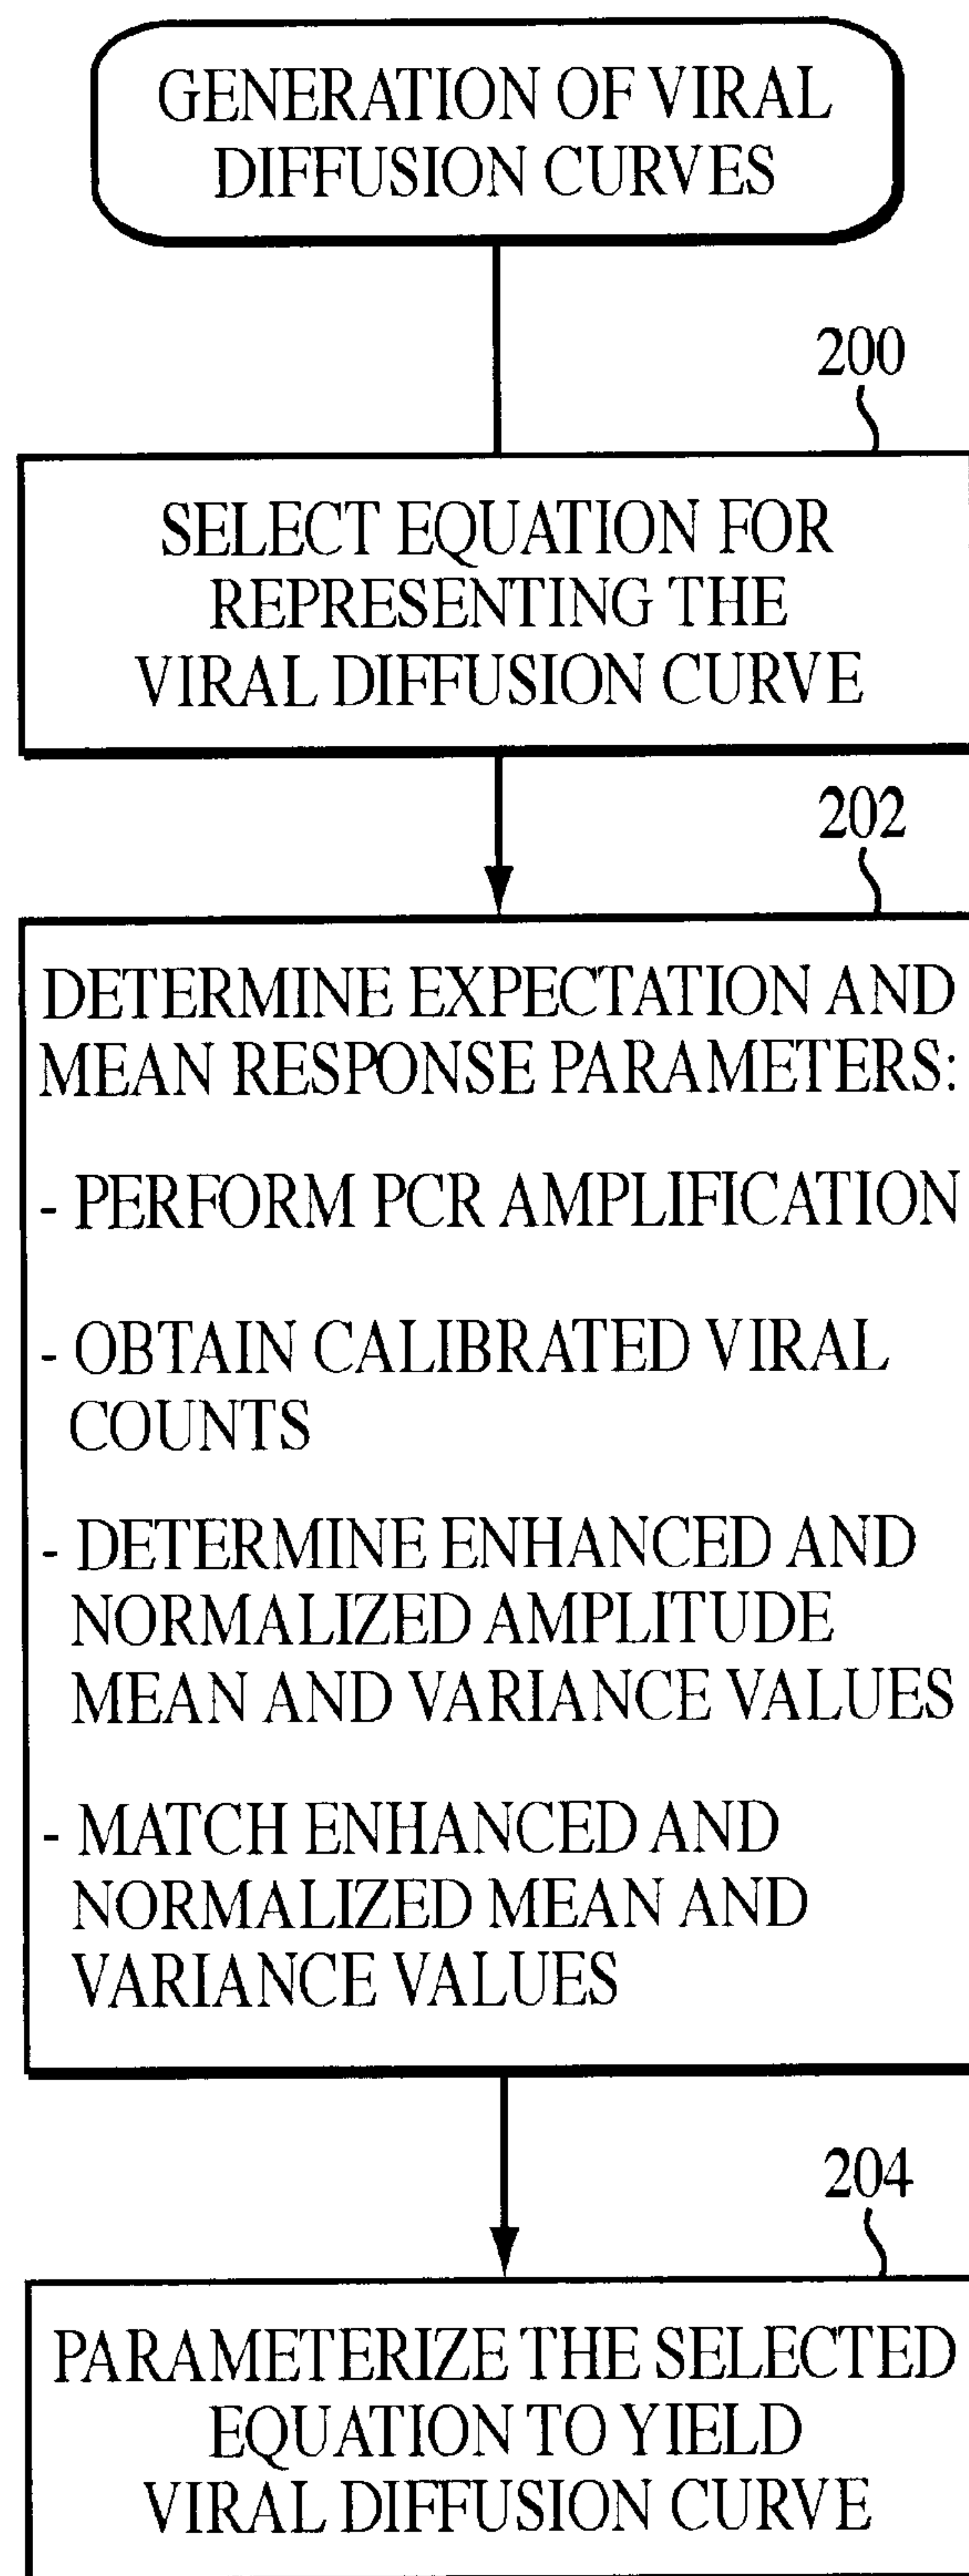 GENERATION OF VIRAL
DIFFUSION CURVES
200
SELECT EQUATION FOR
REPRESENTING THE
VIRAL DIFFUSION CURVE
202
DETERMINE EXPECTATION AND
MEAN RESPONSE PARAMETERS:
- PERFORM PCR AMPLIFICATION
- OBTAIN CALIBRATED VIRAL
COUNTS
- DETERMINE ENHANCED AND
NORMALIZED AMPLITUDE
MEAN AND VARIANCE VALUES
- MATCH ENHANCED AND
NORMALIZED MEAN AND
VARIANCE VALUES
204
PARAMETERIZE THE SELECTED
EQUATION TO YIELD
VIRAL DIFFUSION CURVE